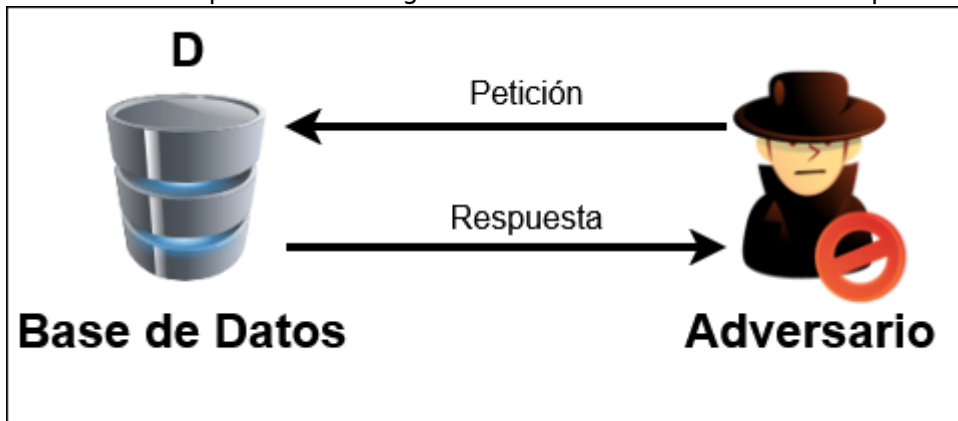 D
Petición
Respuesta
Base de Datos
Adversario